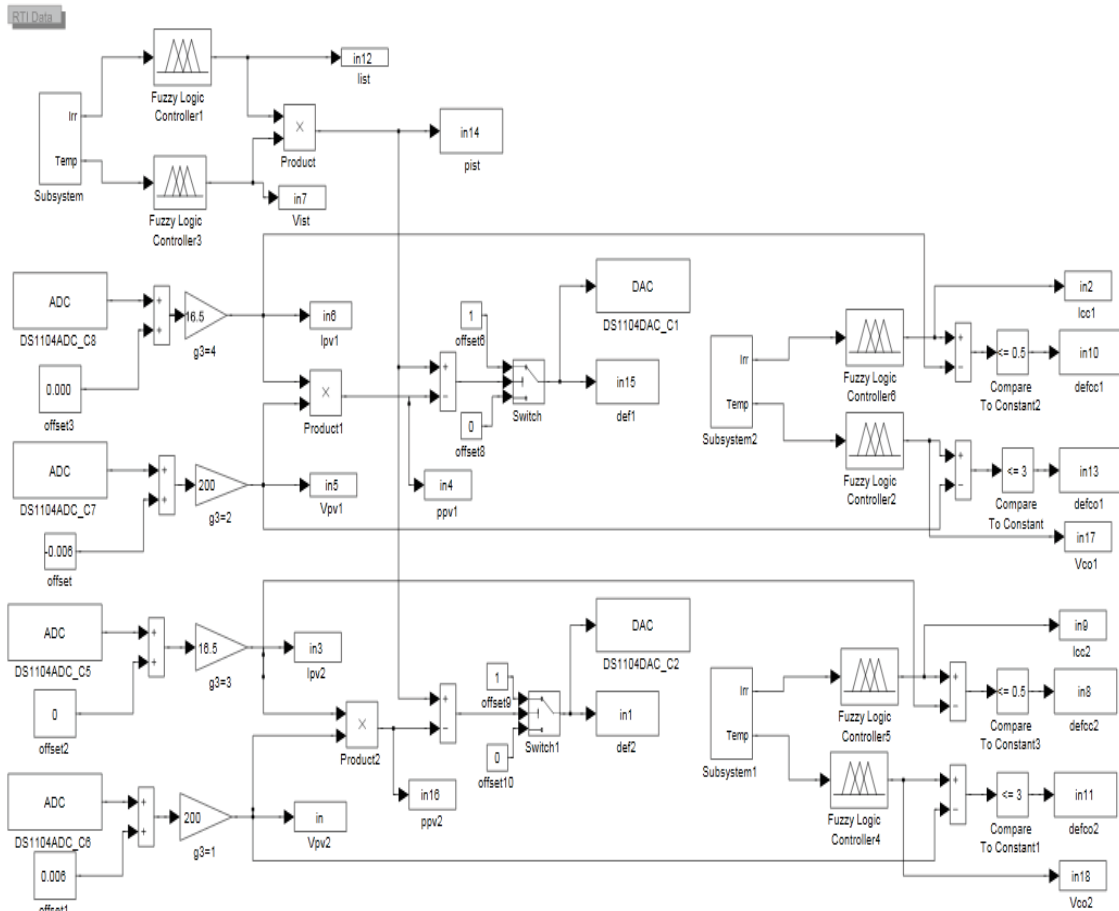 RTI Data
Irr
Temp
Subsystem
Fuzzy Logic
Controller1
Fuzzy Logic
Controller3
×
Product
in12
in14
pist
in7
Vist
ADC
DS1104ADC_C8
0.000
offset3
+
+
16.5
g3=4
in6
Ipv1
×
Product1
ADC
DS1104ADC_C7
-0.006
offset
+
+
200
g3=2
in5
Vpv1
in4
ppv1
+
−
1
offset6
0
offset8
Switch
DAC
DS1104DAC_C1
in15
def1
Irr
Temp
Subsystem2
Fuzzy Logic
Controller6
Fuzzy Logic
Controller2
+
−
<= 0.5
Compare
To Constant2
in2
Icc1
in10
defcc1
+
−
<= 3
Compare
To Constant
in13
defco1
in17
Vco1
ADC
DS1104ADC_C5
0
offset2
+
+
16.5
g3=3
in3
Ipv2
×
Product2
ADC
DS1104ADC_C6
0.006
offset1
+
+
200
g3=1
in
Vpv2
in16
ppv2
+
−
1
offset9
0
offset10
Switch1
DAC
DS1104DAC_C2
in1
def2
Irr
Temp
Subsystem1
Fuzzy Logic
Controller5
Fuzzy Logic
Controller4
+
−
<= 0.5
Compare
To Constant3
in9
Icc2
in8
defcc2
+
−
<= 3
Compare
To Constant1
in11
defco2
in18
Vco2